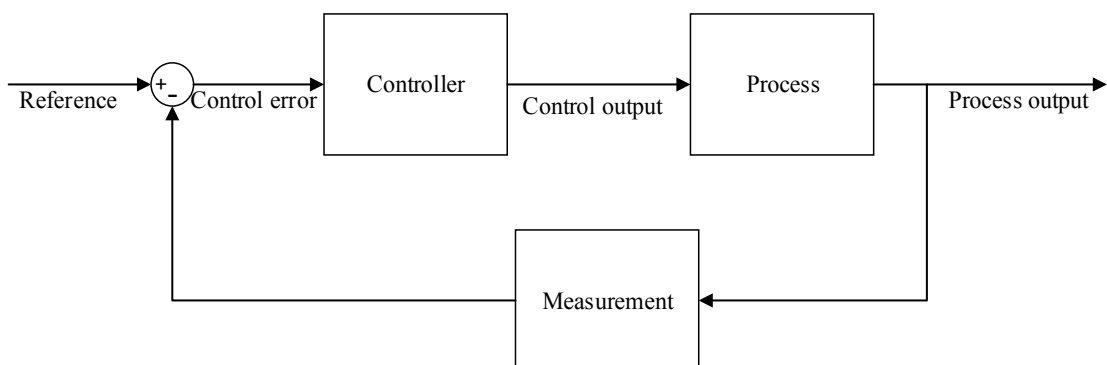 Reference
+
-
Control error
Controller
Control output
Process
Process output
Measurement